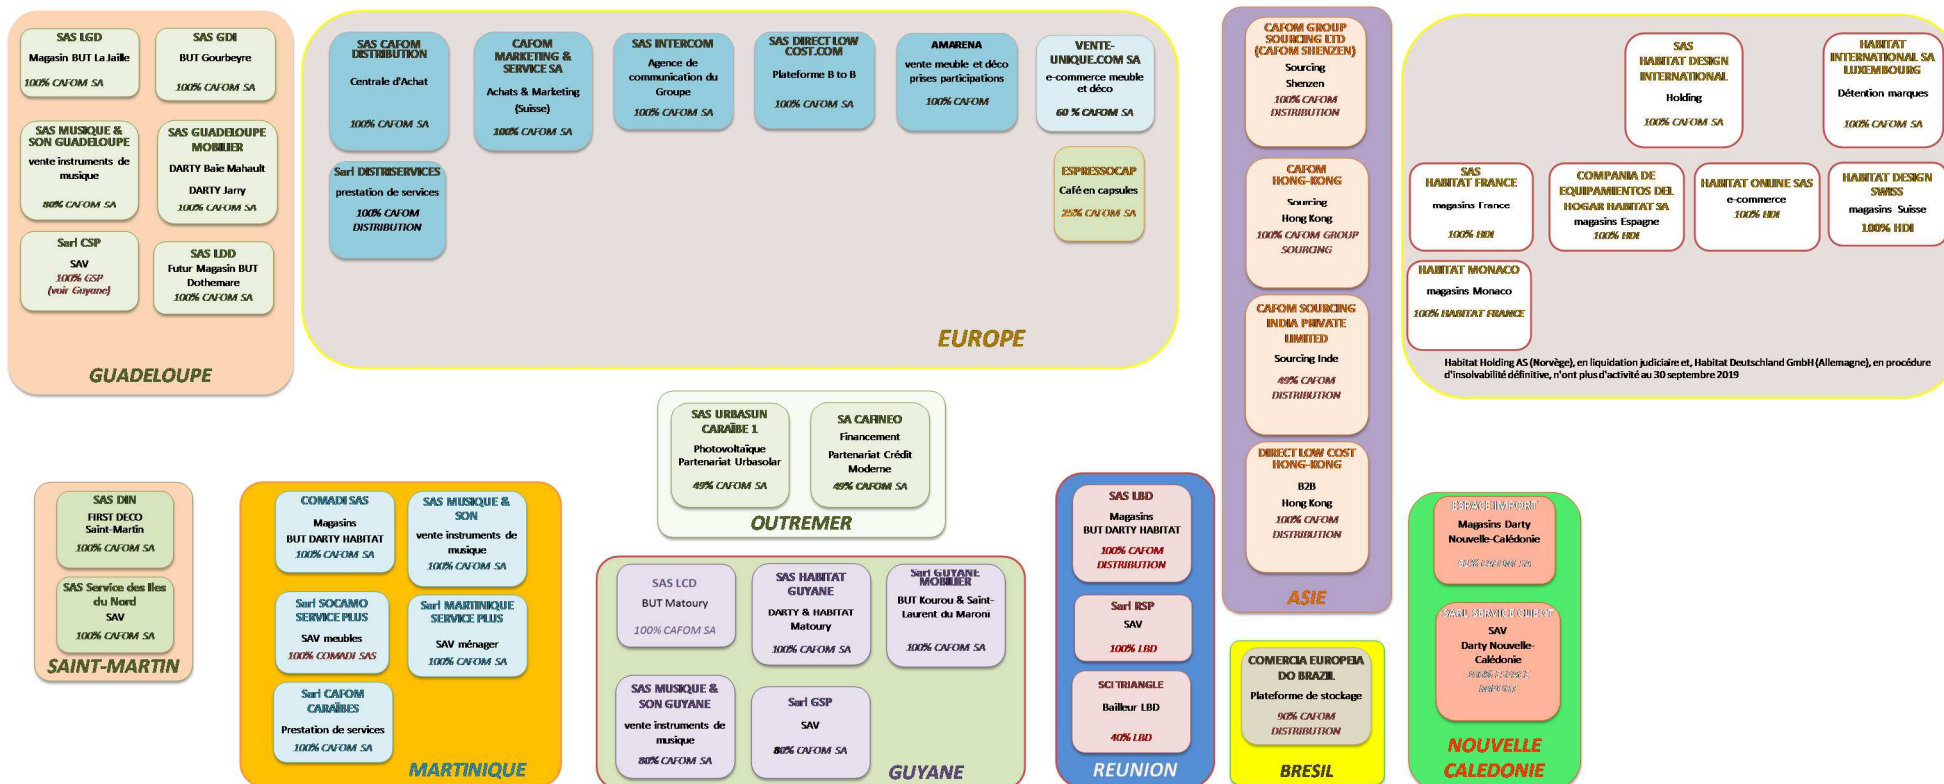 SAS LGD
Magasin BUT La Jaille
100% CAFOM SA
SAS GDI
BUT Gourbeyre
100% CAFOM SA
SAS MUSIQUE &
SON GUADELOUPE
vente instruments de
musique
80% CAFOM SA
SAS GUADELOUPE
MOBILIER
DARTY Baie Mahault
DARTY Jarry
100% CAFOM SA
Sarl CSP
SAV
100% GSP
(voir Guyane)
SAS LDD
Futur Magasin BUT
Dothemare
100% CAFOM SA
GUADELOUPE
SAS CAFOM
DISTRIBUTION
Centrale d'Achat
100% CAFOM SA
CAFOM
MARKETING &
SERVICE SA
Achats & Marketing
(Suisse)
100% CAFOM SA
SAS INTERCOM
Agence de
communication du
Groupe
100% CAFOM SA
SAS DIRECT LOW
COST.COM
Plateforme B to B
100% CAFOM SA
AMARENA
vente meuble et déco
prises participations
100% CAFOM
VENTE-
UNIQUE.COM SA
e-commerce meuble
et déco
60 % CAFOM SA
Sarl DISTRISERVICES
prestation de services
100% CAFOM
DISTRIBUTION
ESPRESSOCAP
Café en capsules
25% CAFOM SA
EUROPE
CAFOM GROUP
SOURCING LTD
(CAFOM SHENZEN)
Sourcing
Shenzen
100% CAFOM
DISTRIBUTION
CAFOM
HONG-KONG
Sourcing
Hong Kong
100% CAFOM GROUP
SOURCING
CAFOM SOURCING
INDIA PRIVATE
LIMITED
Sourcing Inde
49% CAFOM
DISTRIBUTION
DIRECT LOW COST
HONG-KONG
B2B
Hong Kong
100% CAFOM
DISTRIBUTION
ASIE
SAS
HABITAT DESIGN
INTERNATIONAL
Holding
100% CAFOM SA
HABITAT
INTERNATIONAL SA
LUXEMBOURG
Détention marques
100% CAFOM SA
SAS
HABITAT FRANCE
magasins France
100% HDI
COMPANIA DE
EQUIPAMIENTOS DEL
HOGAR HABITAT SA
magasins Espagne
100% HDI
HABITAT ONLINE SAS
e-commerce
100% HDI
HABITAT DESIGN
SWISS
magasins Suisse
100% HDI
HABITAT MONACO
magasins Monaco
100% HABITAT FRANCE
Habitat Holding AS (Norvège), en liquidation judiciaire et, Habitat Deutschland GmbH (Allemagne), en procédure
d'insolvabilité définitive, n'ont plus d'activité au 30 septembre 2019
SAS URBASUN
CARAÏBE 1
Photovoltaïque
Partenariat Urbasolar
49% CAFOM SA
SA CAFINEO
Financement
Partenariat Crédit
Moderne
49% CAFOM SA
OUTREMER
SAS DIN
FIRST DECO
Saint-Martin
100% CAFOM SA
SAS Service des Iles
du Nord
SAV
100% CAFOM SA
SAINT-MARTIN
COMADI SAS
Magasins
BUT DARTY HABITAT
100% CAFOM SA
SAS MUSIQUE &
SON
vente instruments de
musique
100% CAFOM SA
Sarl SOCAMO
SERVICE PLUS
SAV meubles
100% COMADI SAS
Sarl MARTINIQUE
SERVICE PLUS
SAV ménager
100% CAFOM SA
Sarl CAFOM
CARAÏBES
Prestation de services
100% CAFOM SA
MARTINIQUE
SAS LCD
BUT Matoury
100% CAFOM SA
SAS HABITAT
GUYANE
DARTY & HABITAT
Matoury
100% CAFOM SA
Sarl GUYANE
MOBILIER
BUT Kourou & Saint-
Laurent du Maroni
100% CAFOM SA
SAS MUSIQUE &
SON GUYANE
vente instruments de
musique
80% CAFOM SA
Sarl GSP
SAV
80% CAFOM SA
GUYANE
SAS LBD
Magasins
BUT DARTY HABITAT
100% CAFOM
DISTRIBUTION
Sarl RSP
SAV
100% LBD
SCI TRIANGLE
Bailleur LBD
40% LBD
REUNION
COMERCIA EUROPEIA
DO BRAZIL
Plateforme de stockage
90% CAFOM
DISTRIBUTION
BRESIL
ESPACE IMPORT
Magasins Darty
Nouvelle-Calédonie
CAFOM SA
SARL SERVICE CLIENT
SAV
Darty Nouvelle-
Calédonie
100% ESPACE
IMPORT
NOUVELLE
CALEDONIE